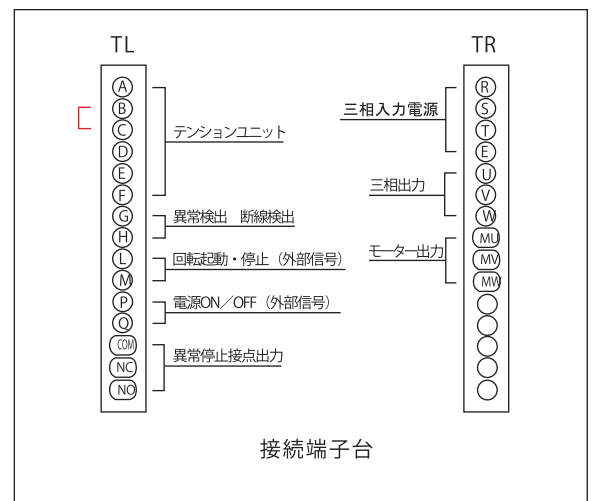 TL
A
B
C
D
E
F
G
H
L
M
P
Q
COM
NC
NO
テンションユニット
異常検出　断線検出
回転起動・停止（外部信号）
電源ON／OFF（外部信号）
異常停止接点出力
TR
R
S
T
E
U
V
W
MU
MV
MW
三相入力電源
三相出力
モーター出力
接続端子台